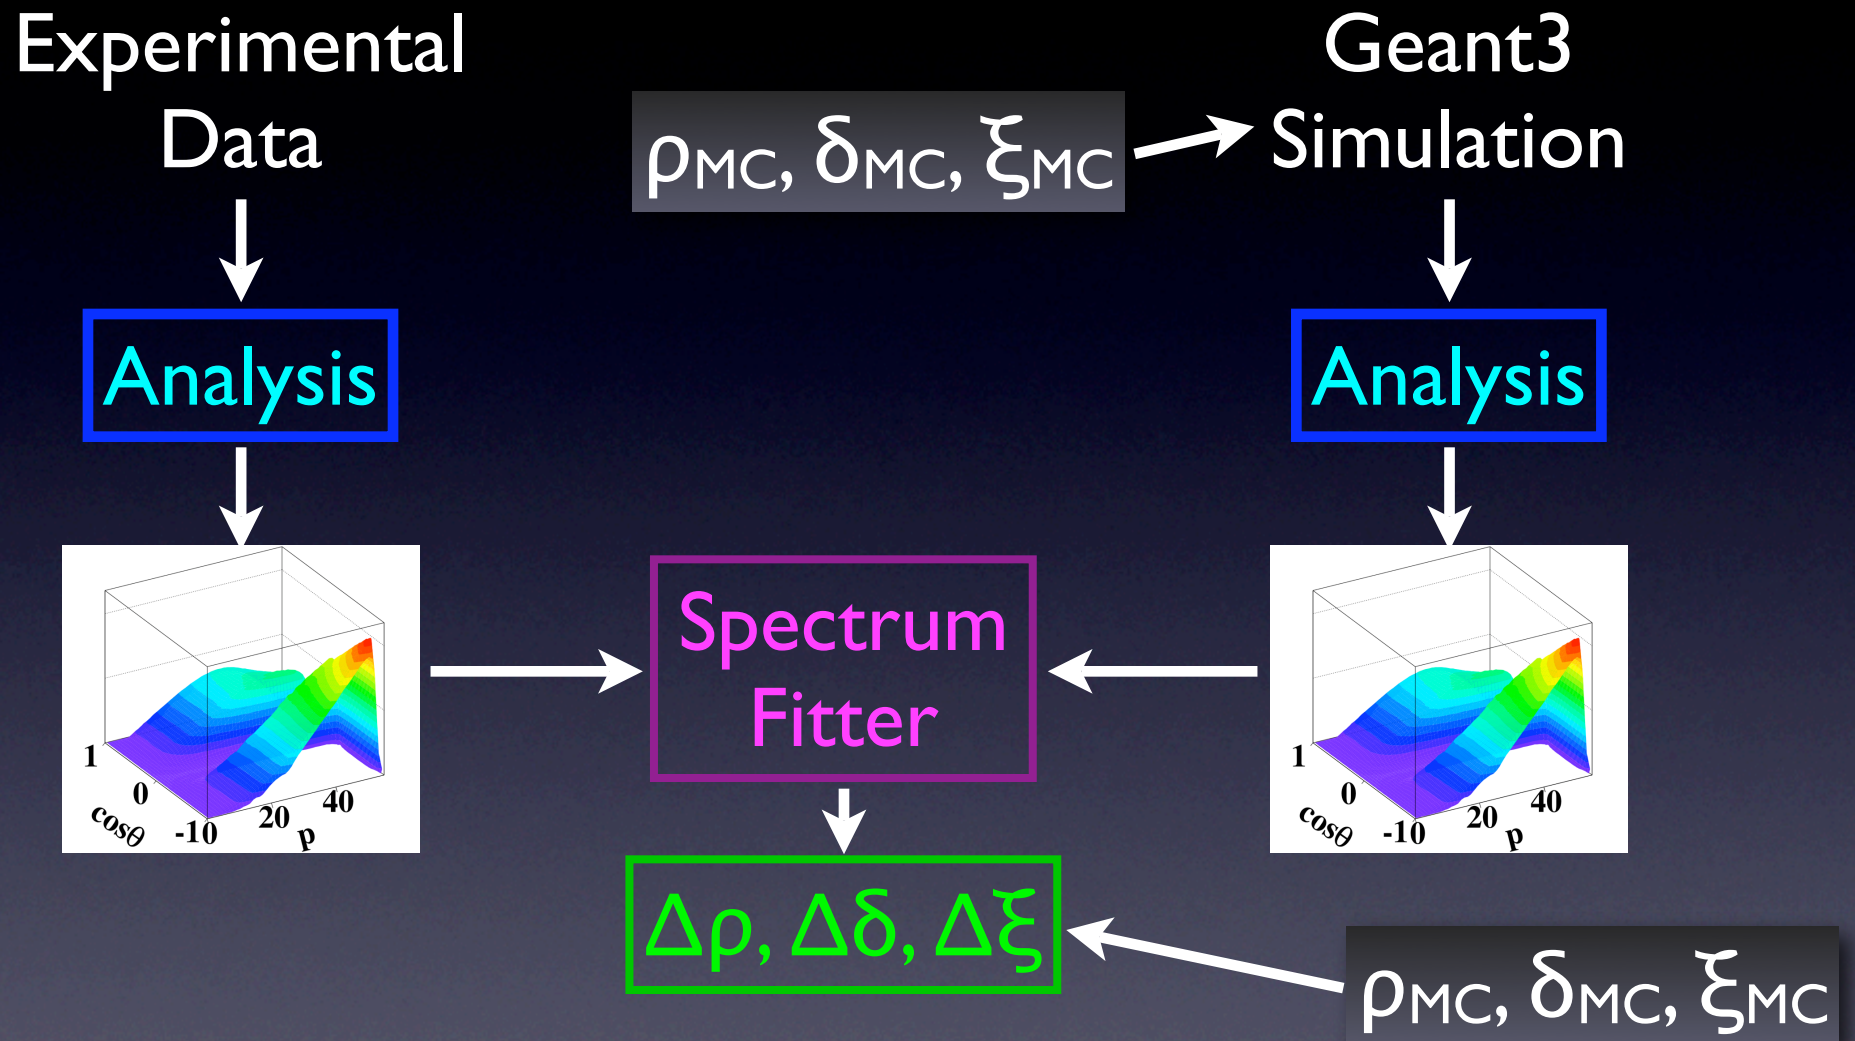 Experimental
Data
Geant3
Simulation
ρMC, δMC, ξMC
Analysis
Analysis
1
0
-10
20
40
cosθ
p
Spectrum
Fitter
1
0
-10
20
40
cosθ
p
Δρ, Δδ, Δξ
ρMC, δMC, ξMC